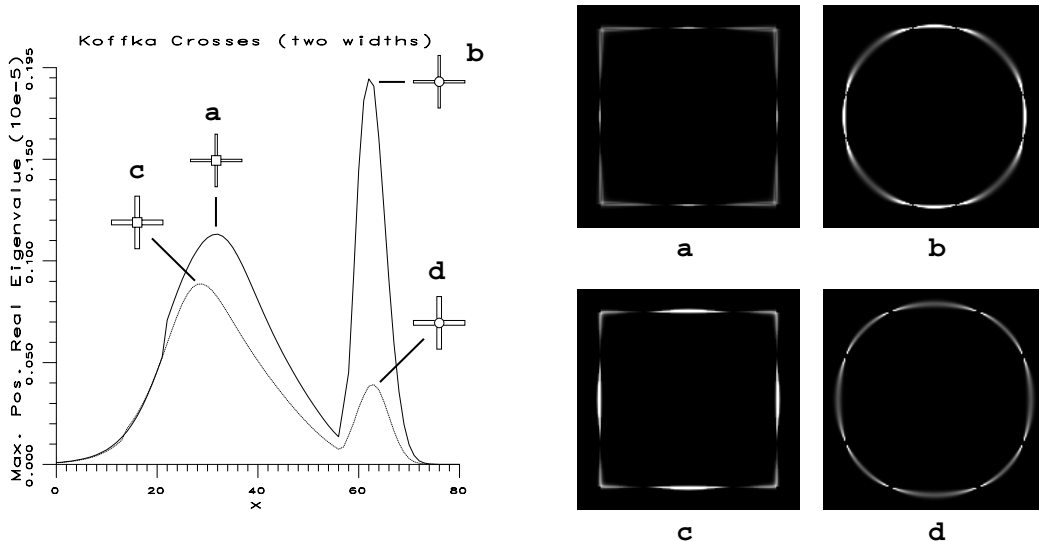 Koffka Crosses (two widths)
b
a
c
d
Max. Pos. Real Eigenvalue (10e-5)
0.195
0.150
0.100
0.050
0.000
0 20 40 60 80
X
a b
c d